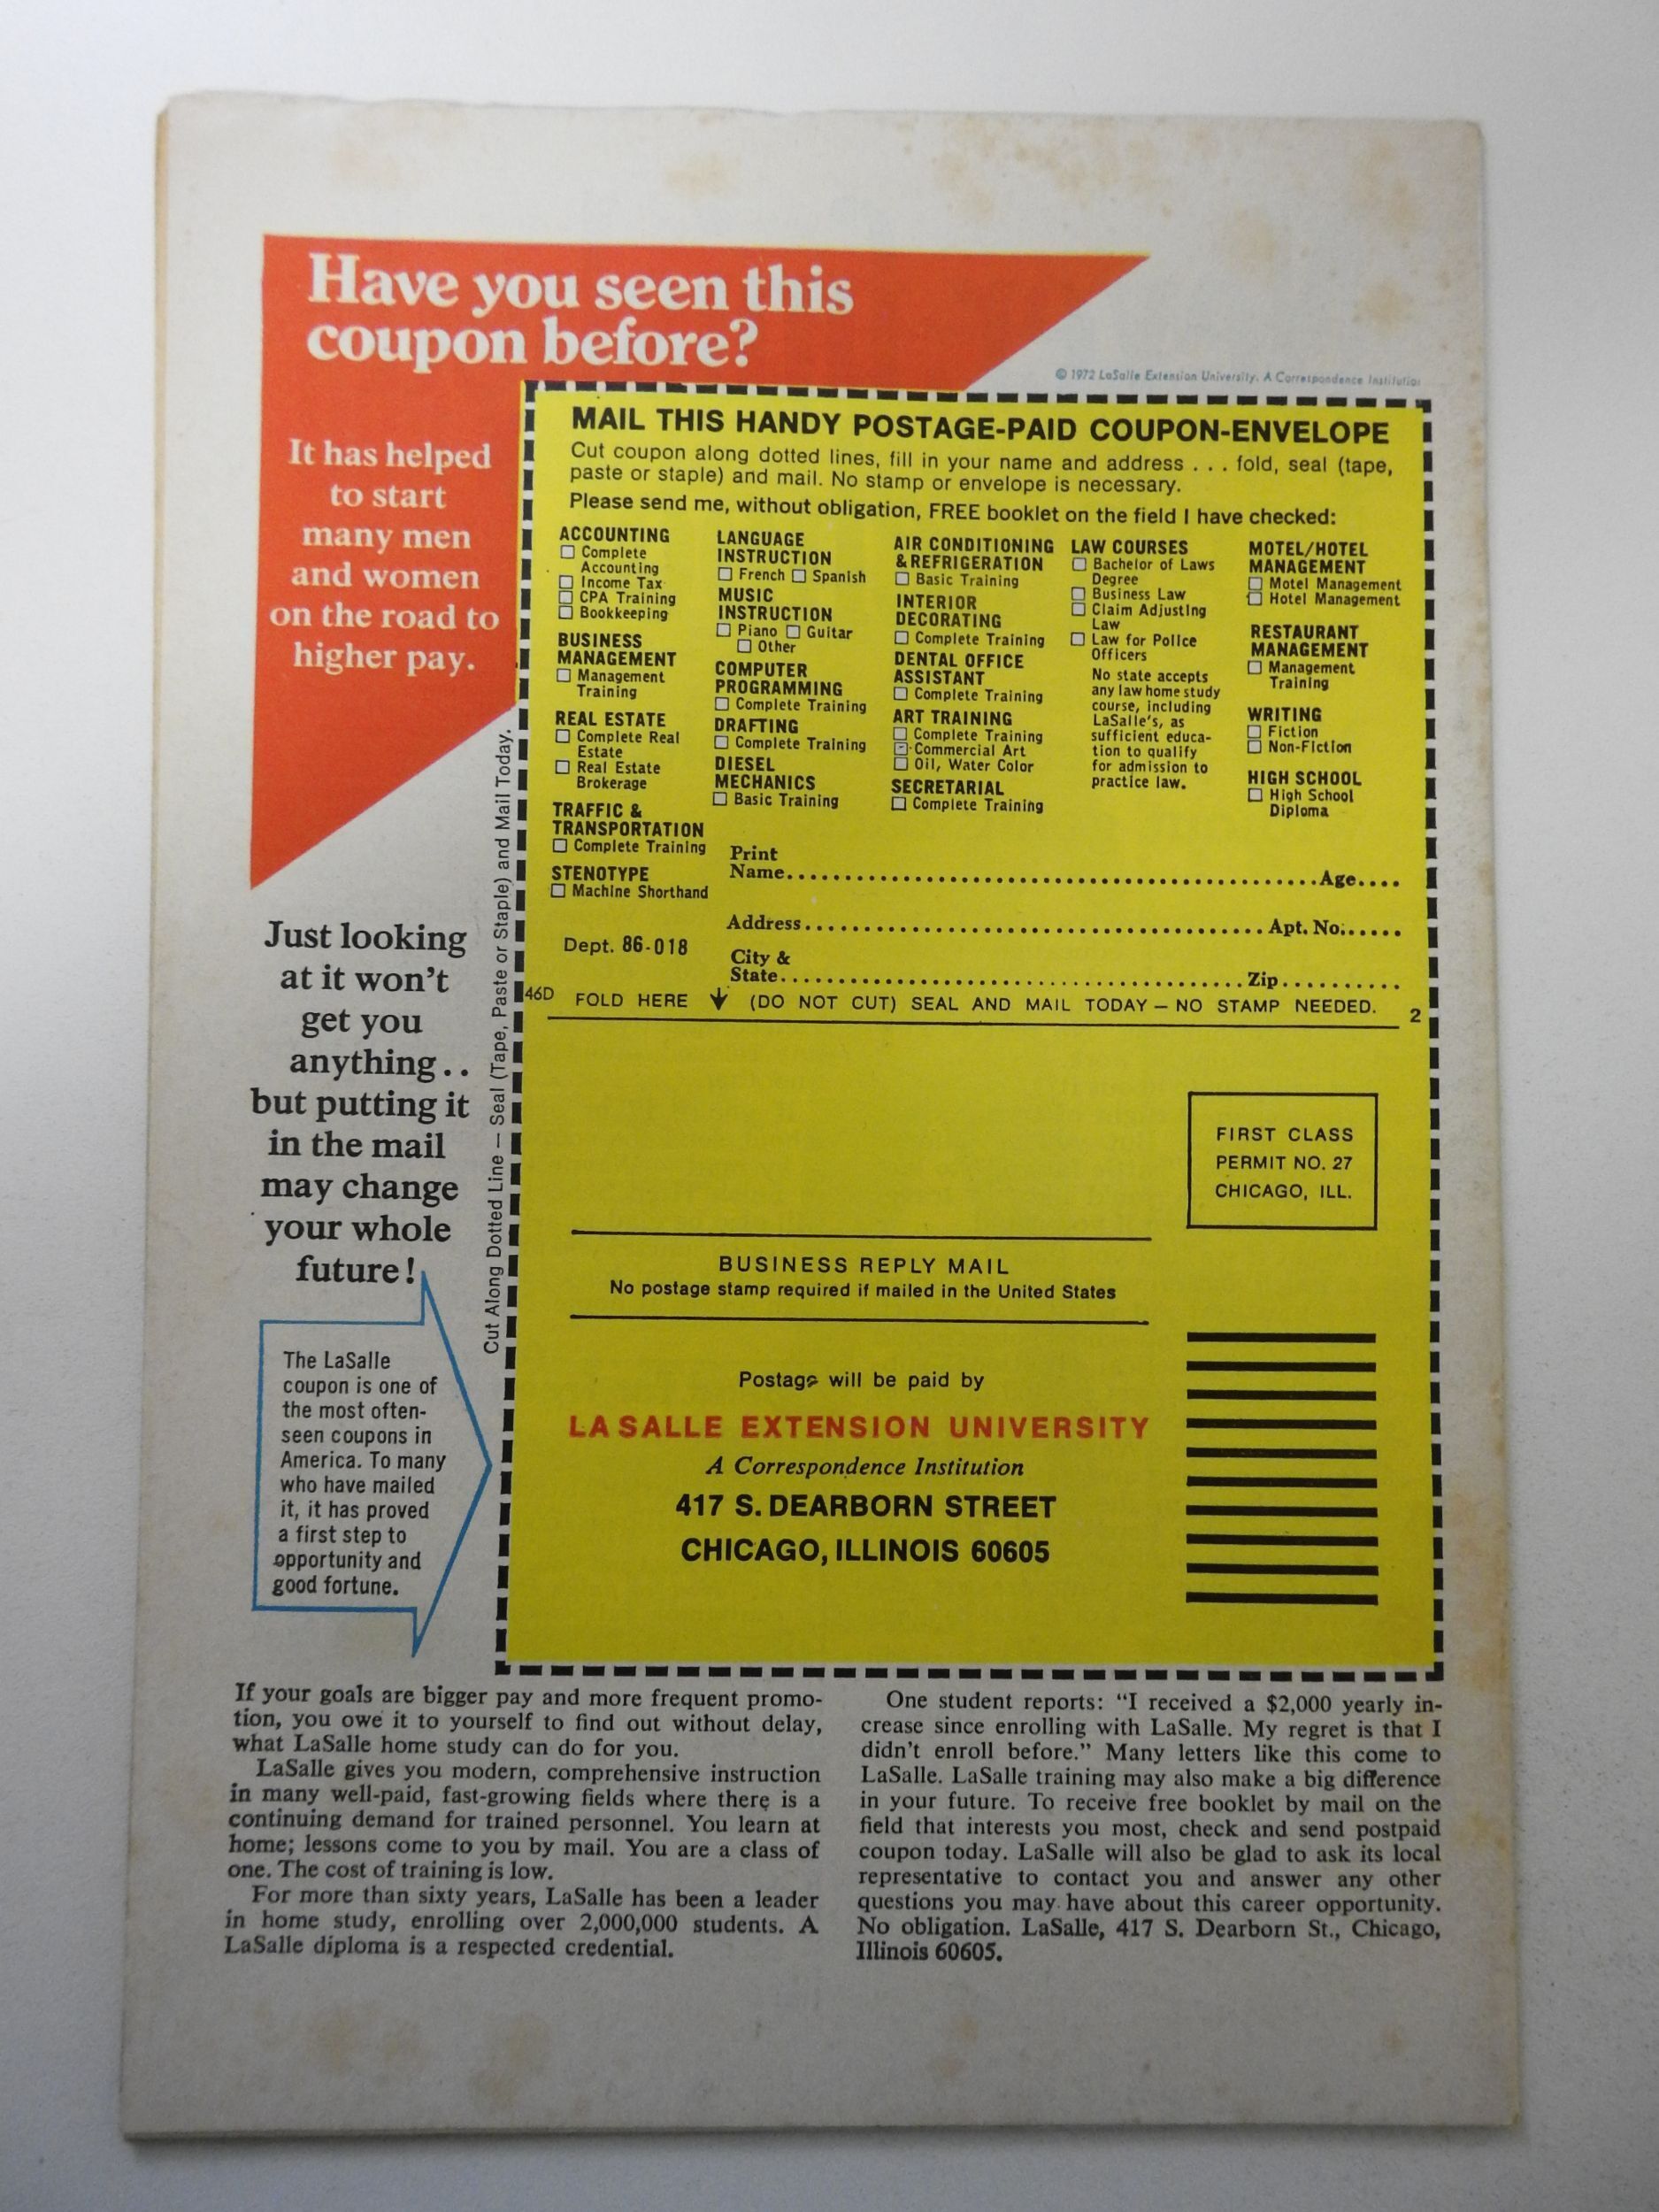 Have you seen this
coupon before?
© 1972 LaSalle Extension University. A Correspondence Institution
It has helped
to start
many men
and women
on the road to
higher pay.
Just looking
at it won't
get you
anything..
but putting it
in the mail
may change
your whole
future!
The LaSalle
coupon is one of
the most often-
seen coupons in
America. To many
who have mailed
it, it has proved
a first step to
opportunity and
good fortune.
Cut Along Dotted Line — Seal (Tape, Paste or Staple) and Mail Today.
MAIL THIS HANDY POSTAGE-PAID COUPON-ENVELOPE
Cut coupon along dotted lines, fill in your name and address . . . fold, seal (tape,
paste or staple) and mail. No stamp or envelope is necessary.
Please send me, without obligation, FREE booklet on the field I have checked:
ACCOUNTING
Complete
Accounting
Income Tax
CPA Training
Bookkeeping
BUSINESS
MANAGEMENT
Management
Training
REAL ESTATE
Complete Real
Estate
Real Estate
Brokerage
TRAFFIC &
TRANSPORTATION
Complete Training
STENOTYPE
Machine Shorthand
LANGUAGE
INSTRUCTION
French Spanish
MUSIC
INSTRUCTION
Piano Guitar
Other
COMPUTER
PROGRAMMING
Complete Training
DRAFTING
Complete Training
DIESEL
MECHANICS
Basic Training
AIR CONDITIONING
& REFRIGERATION
Basic Training
INTERIOR
DECORATING
Complete Training
DENTAL OFFICE
ASSISTANT
Complete Training
ART TRAINING
Complete Training
Commercial Art
Oil, Water Color
SECRETARIAL
Complete Training
LAW COURSES
Bachelor of Laws
Degree
Business Law
Claim Adjusting
Law
Law for Police
Officers
No state accepts
any law home study
course, including
LaSalle's, as
sufficient educa-
tion to qualify
for admission to
practice law.
MOTEL/HOTEL
MANAGEMENT
Motel Management
Hotel Management
RESTAURANT
MANAGEMENT
Management
Training
WRITING
Fiction
Non-Fiction
HIGH SCHOOL
High School
Diploma
Print
Name.....Age....
Address.....Apt. No......
Dept. 86-018
City &
State.....Zip..........
46D FOLD HERE ↓ (DO NOT CUT) SEAL AND MAIL TODAY — NO STAMP NEEDED. 2
FIRST CLASS
PERMIT NO. 27
CHICAGO, ILL.
BUSINESS REPLY MAIL
No postage stamp required if mailed in the United States
Postage will be paid by
LA SALLE EXTENSION UNIVERSITY
A Correspondence Institution
417 S. DEARBORN STREET
CHICAGO, ILLINOIS 60605
If your goals are bigger pay and more frequent promo-
tion, you owe it to yourself to find out without delay,
what LaSalle home study can do for you.
LaSalle gives you modern, comprehensive instruction
in many well-paid, fast-growing fields where there is a
continuing demand for trained personnel. You learn at
home; lessons come to you by mail. You are a class of
one. The cost of training is low.
For more than sixty years, LaSalle has been a leader
in home study, enrolling over 2,000,000 students. A
LaSalle diploma is a respected credential.
One student reports: "I received a $2,000 yearly in-
crease since enrolling with LaSalle. My regret is that I
didn't enroll before." Many letters like this come to
LaSalle. LaSalle training may also make a big difference
in your future. To receive free booklet by mail on the
field that interests you most, check and send postpaid
coupon today. LaSalle will also be glad to ask its local
representative to contact you and answer any other
questions you may have about this career opportunity.
No obligation. LaSalle, 417 S. Dearborn St., Chicago,
Illinois 60605.